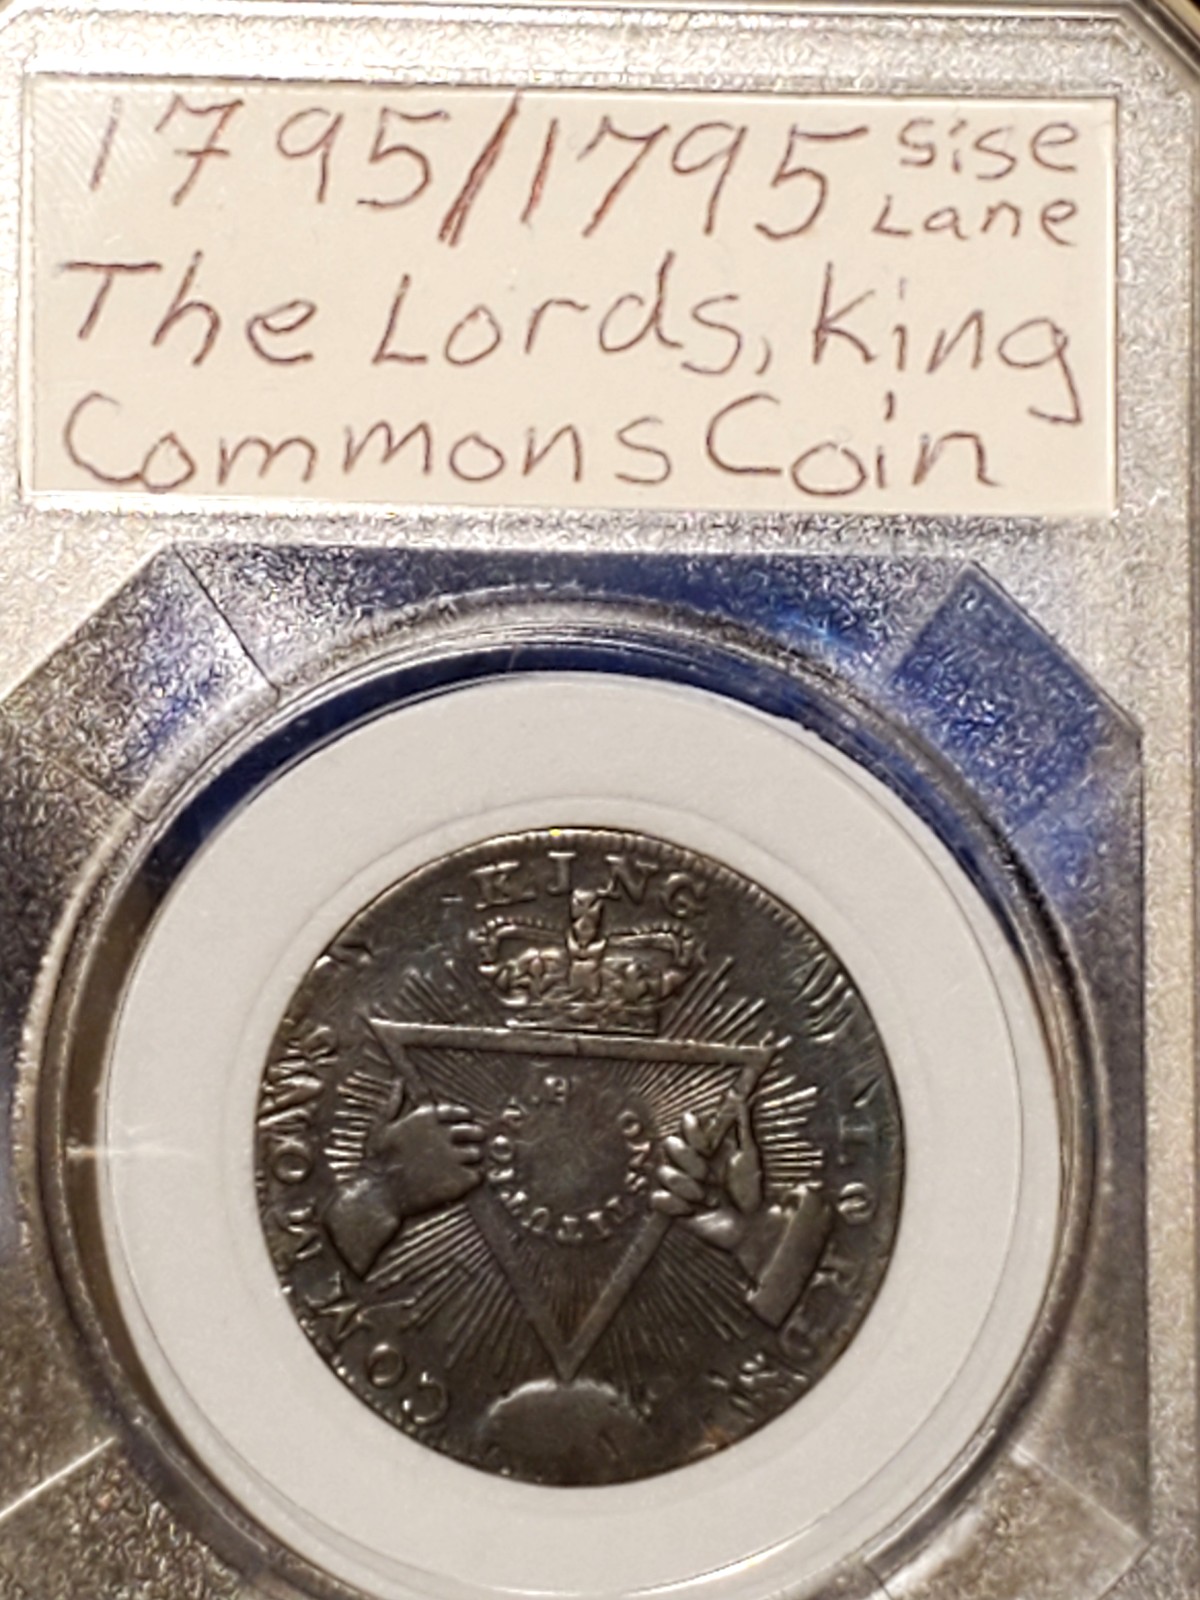 1795/1795 Sise Lane
The Lords, King
Commons Coin
KING
LORDS
COMMONS